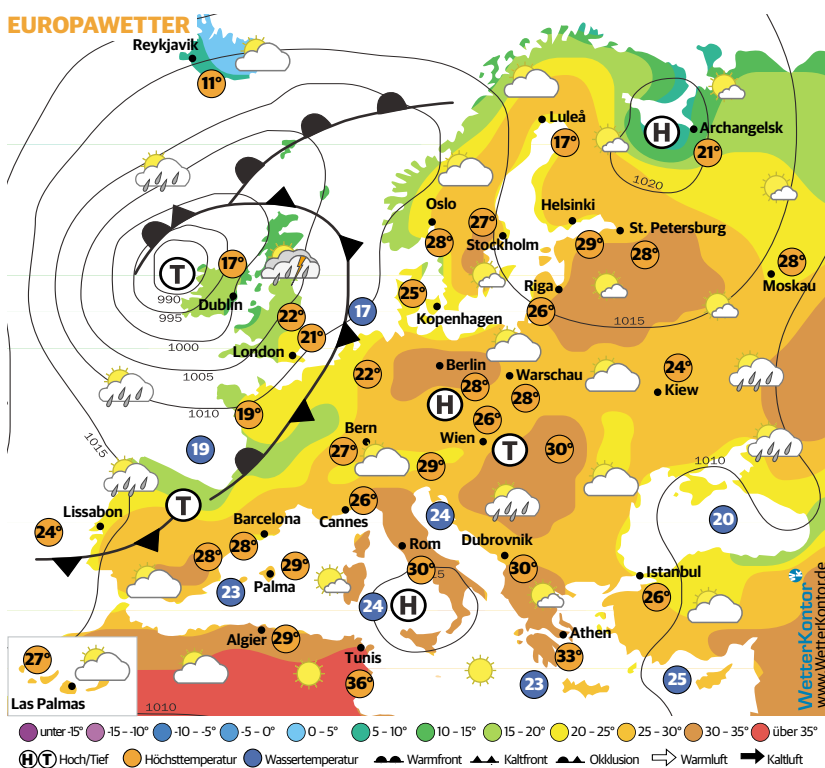 EUROPAWETTER
Reykjavik
11°
Luleå
17°
H
Archangelsk
21°
1020
Oslo
28°
27°
Stockholm
Helsinki
29°
St. Petersburg
28°
28°
Moskau
T
990
995
1000
1005
1010
1015
17°
Dublin
22°
21°
London
17
25°
Kopenhagen
Riga
26°
1015
22°
Berlin
28°
H
Warschau
28°
24°
Kiew
19°
19
Bern
27°
26°
Wien
T
30°
29°
1010
T
Lissabon
24°
Barcelona
28°
28°
26°
Cannes
24
Rom
30°
Dubrovnik
30°
20
29°
Palma
23
24
H
Istanbul
26°
Algier
29°
Tunis
36°
Athen
33°
23
25
27°
Las Palmas
1010
WetterKontor
www.WetterKontor.de
unter -15° -15 - -10° -10 - -5° -5 - 0° 0 - 5° 5 - 10° 10 - 15° 15 - 20° 20 - 25° 25 - 30° 30 - 35° über 35°
H T Hoch/Tief Höchsttemperatur Wassertemperatur Warmfront Kaltfront Okklusion Warmluft Kaltluft